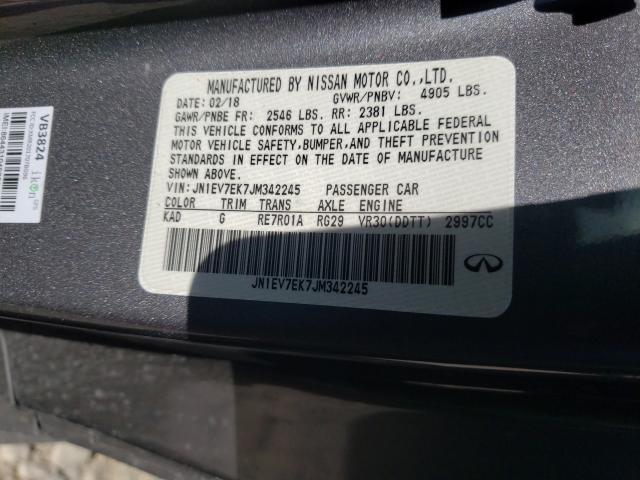 MANUFACTURED BY NISSAN MOTOR CO.,LTD.
DATE: 02/18 GVWR/PNBV: 4905 LBS.
GAWR/PNBE FR: 2546 LBS. RR: 2381 LBS.
THIS VEHICLE CONFORMS TO ALL APPLICABLE FEDERAL
MOTOR VEHICLE SAFETY,BUMPER,AND THEFT PREVENTION
STANDARDS IN EFFECT ON THE DATE OF MANUFACTURE
SHOWN ABOVE.
VIN: JN1EV7EK7JM342245 PASSENGER CAR
COLOR TRIM TRANS AXLE ENGINE
KAD G RE7R01A RG29 VR30(DDTT) 2997CC
JN1EV7EK7JM342245
VB3824
ikon
GPS